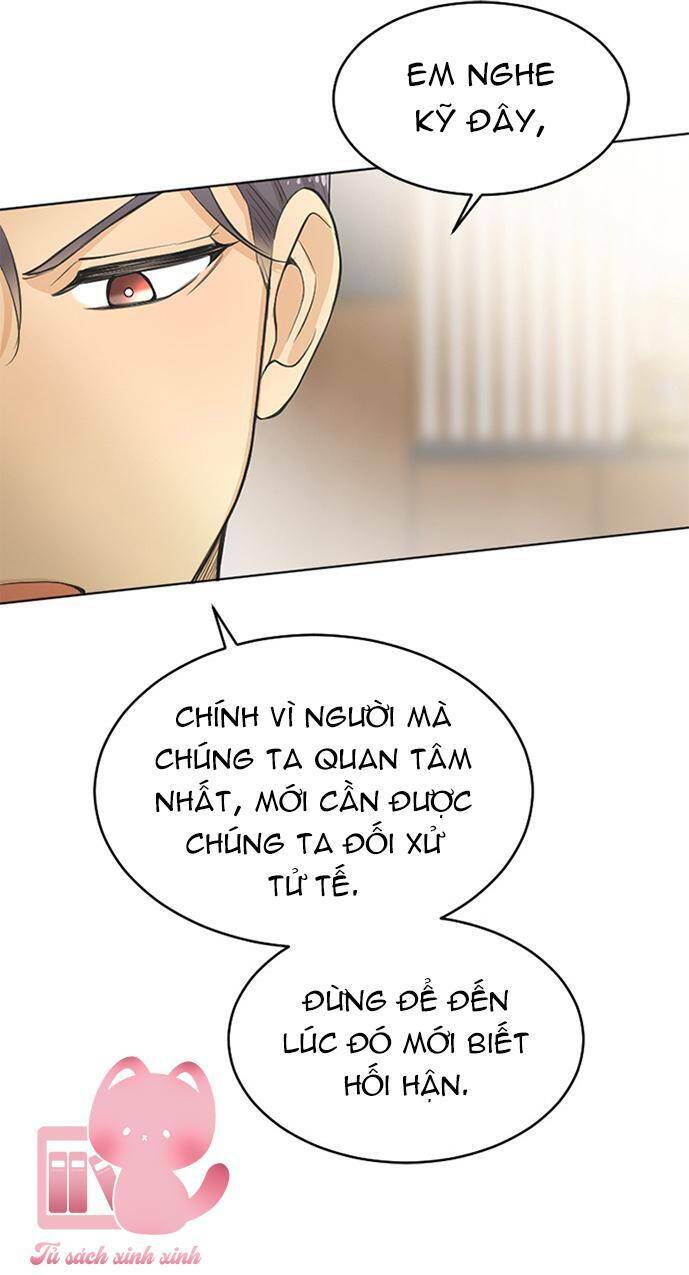 EM NGHE
KỸ ĐÂY,
CHÍNH VÌ NGƯỜI MÀ
CHÚNG TA QUAN TÂM
NHẤT, MỚI CẦN ĐƯỢC
CHÚNG TA ĐỐI XỬ
TỬ TẾ.
ĐỪNG ĐỂ ĐẾN
LÚC ĐÓ MỚI BIẾT
HỐI HẬN.
Tủ sách xinh xinh